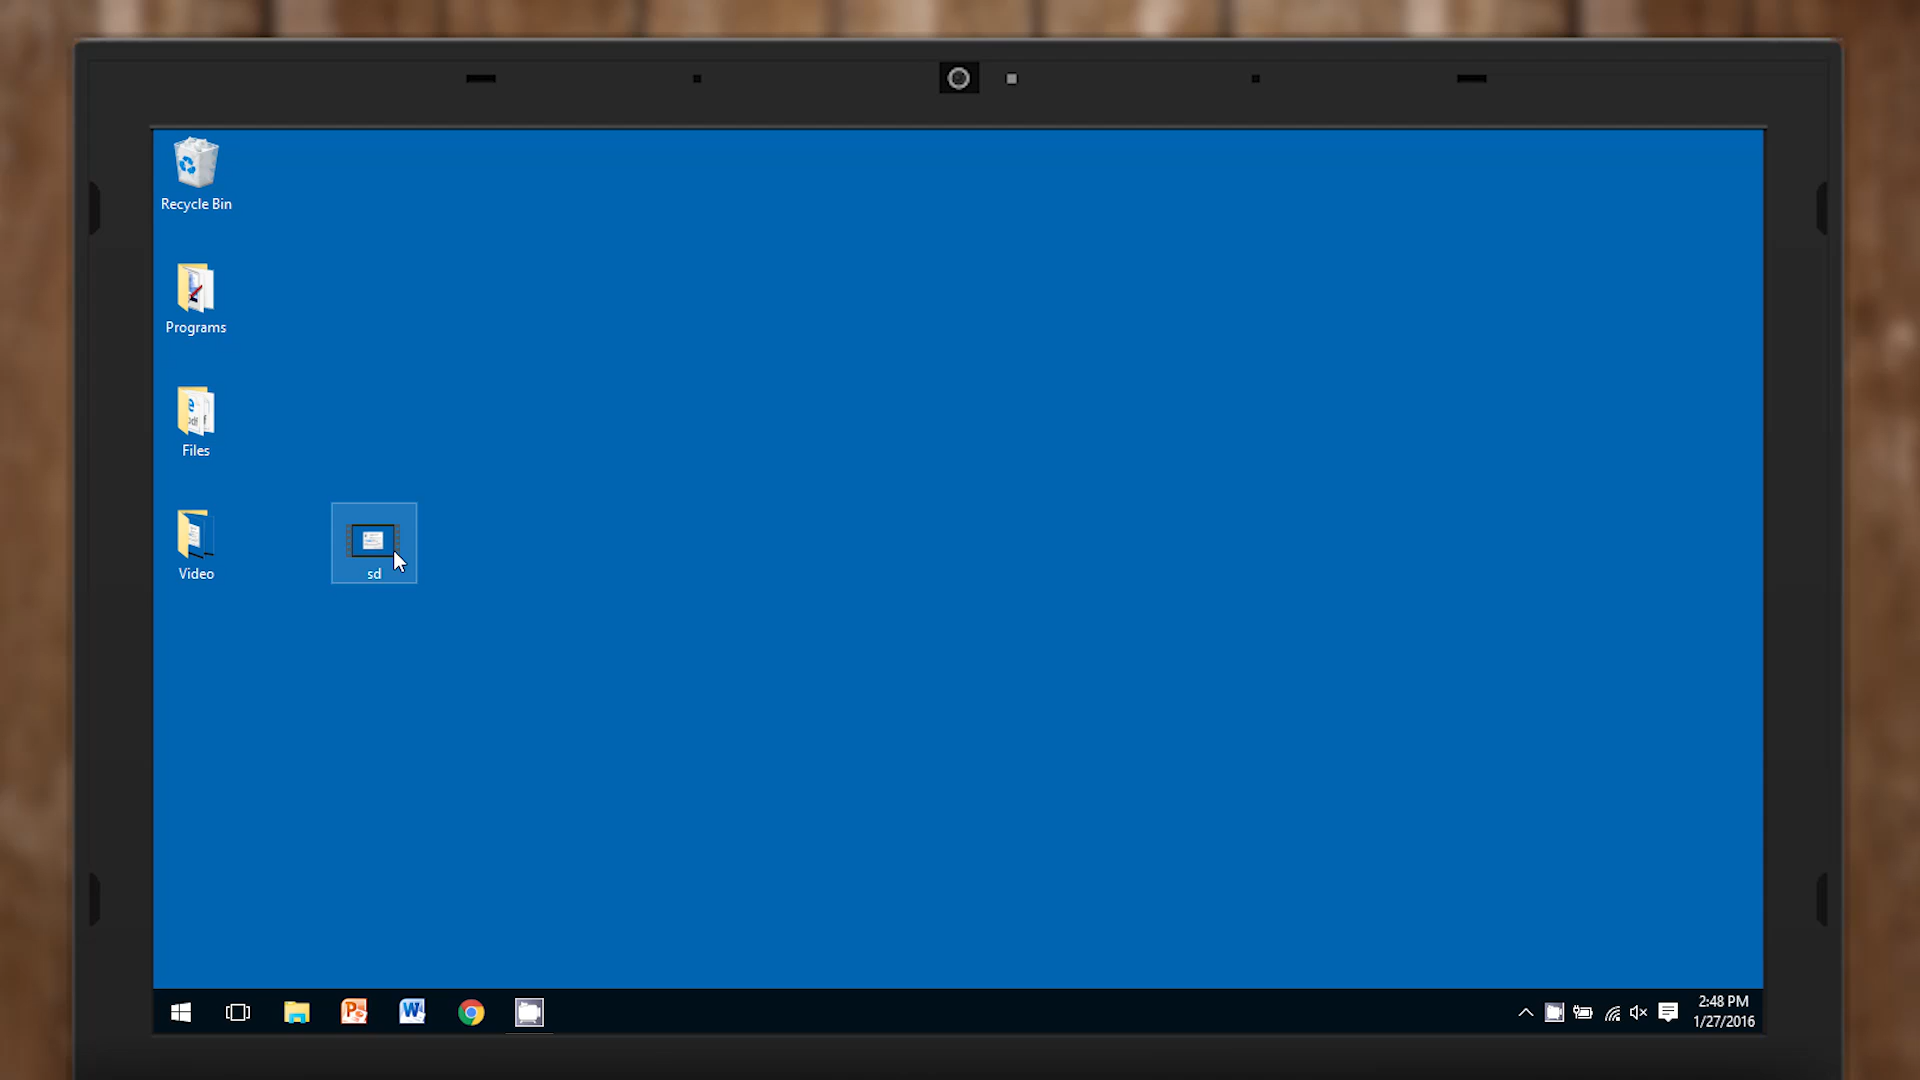 Recycle Bin
Programs
Files
Video
sd
2:48 PM
1/27/2016